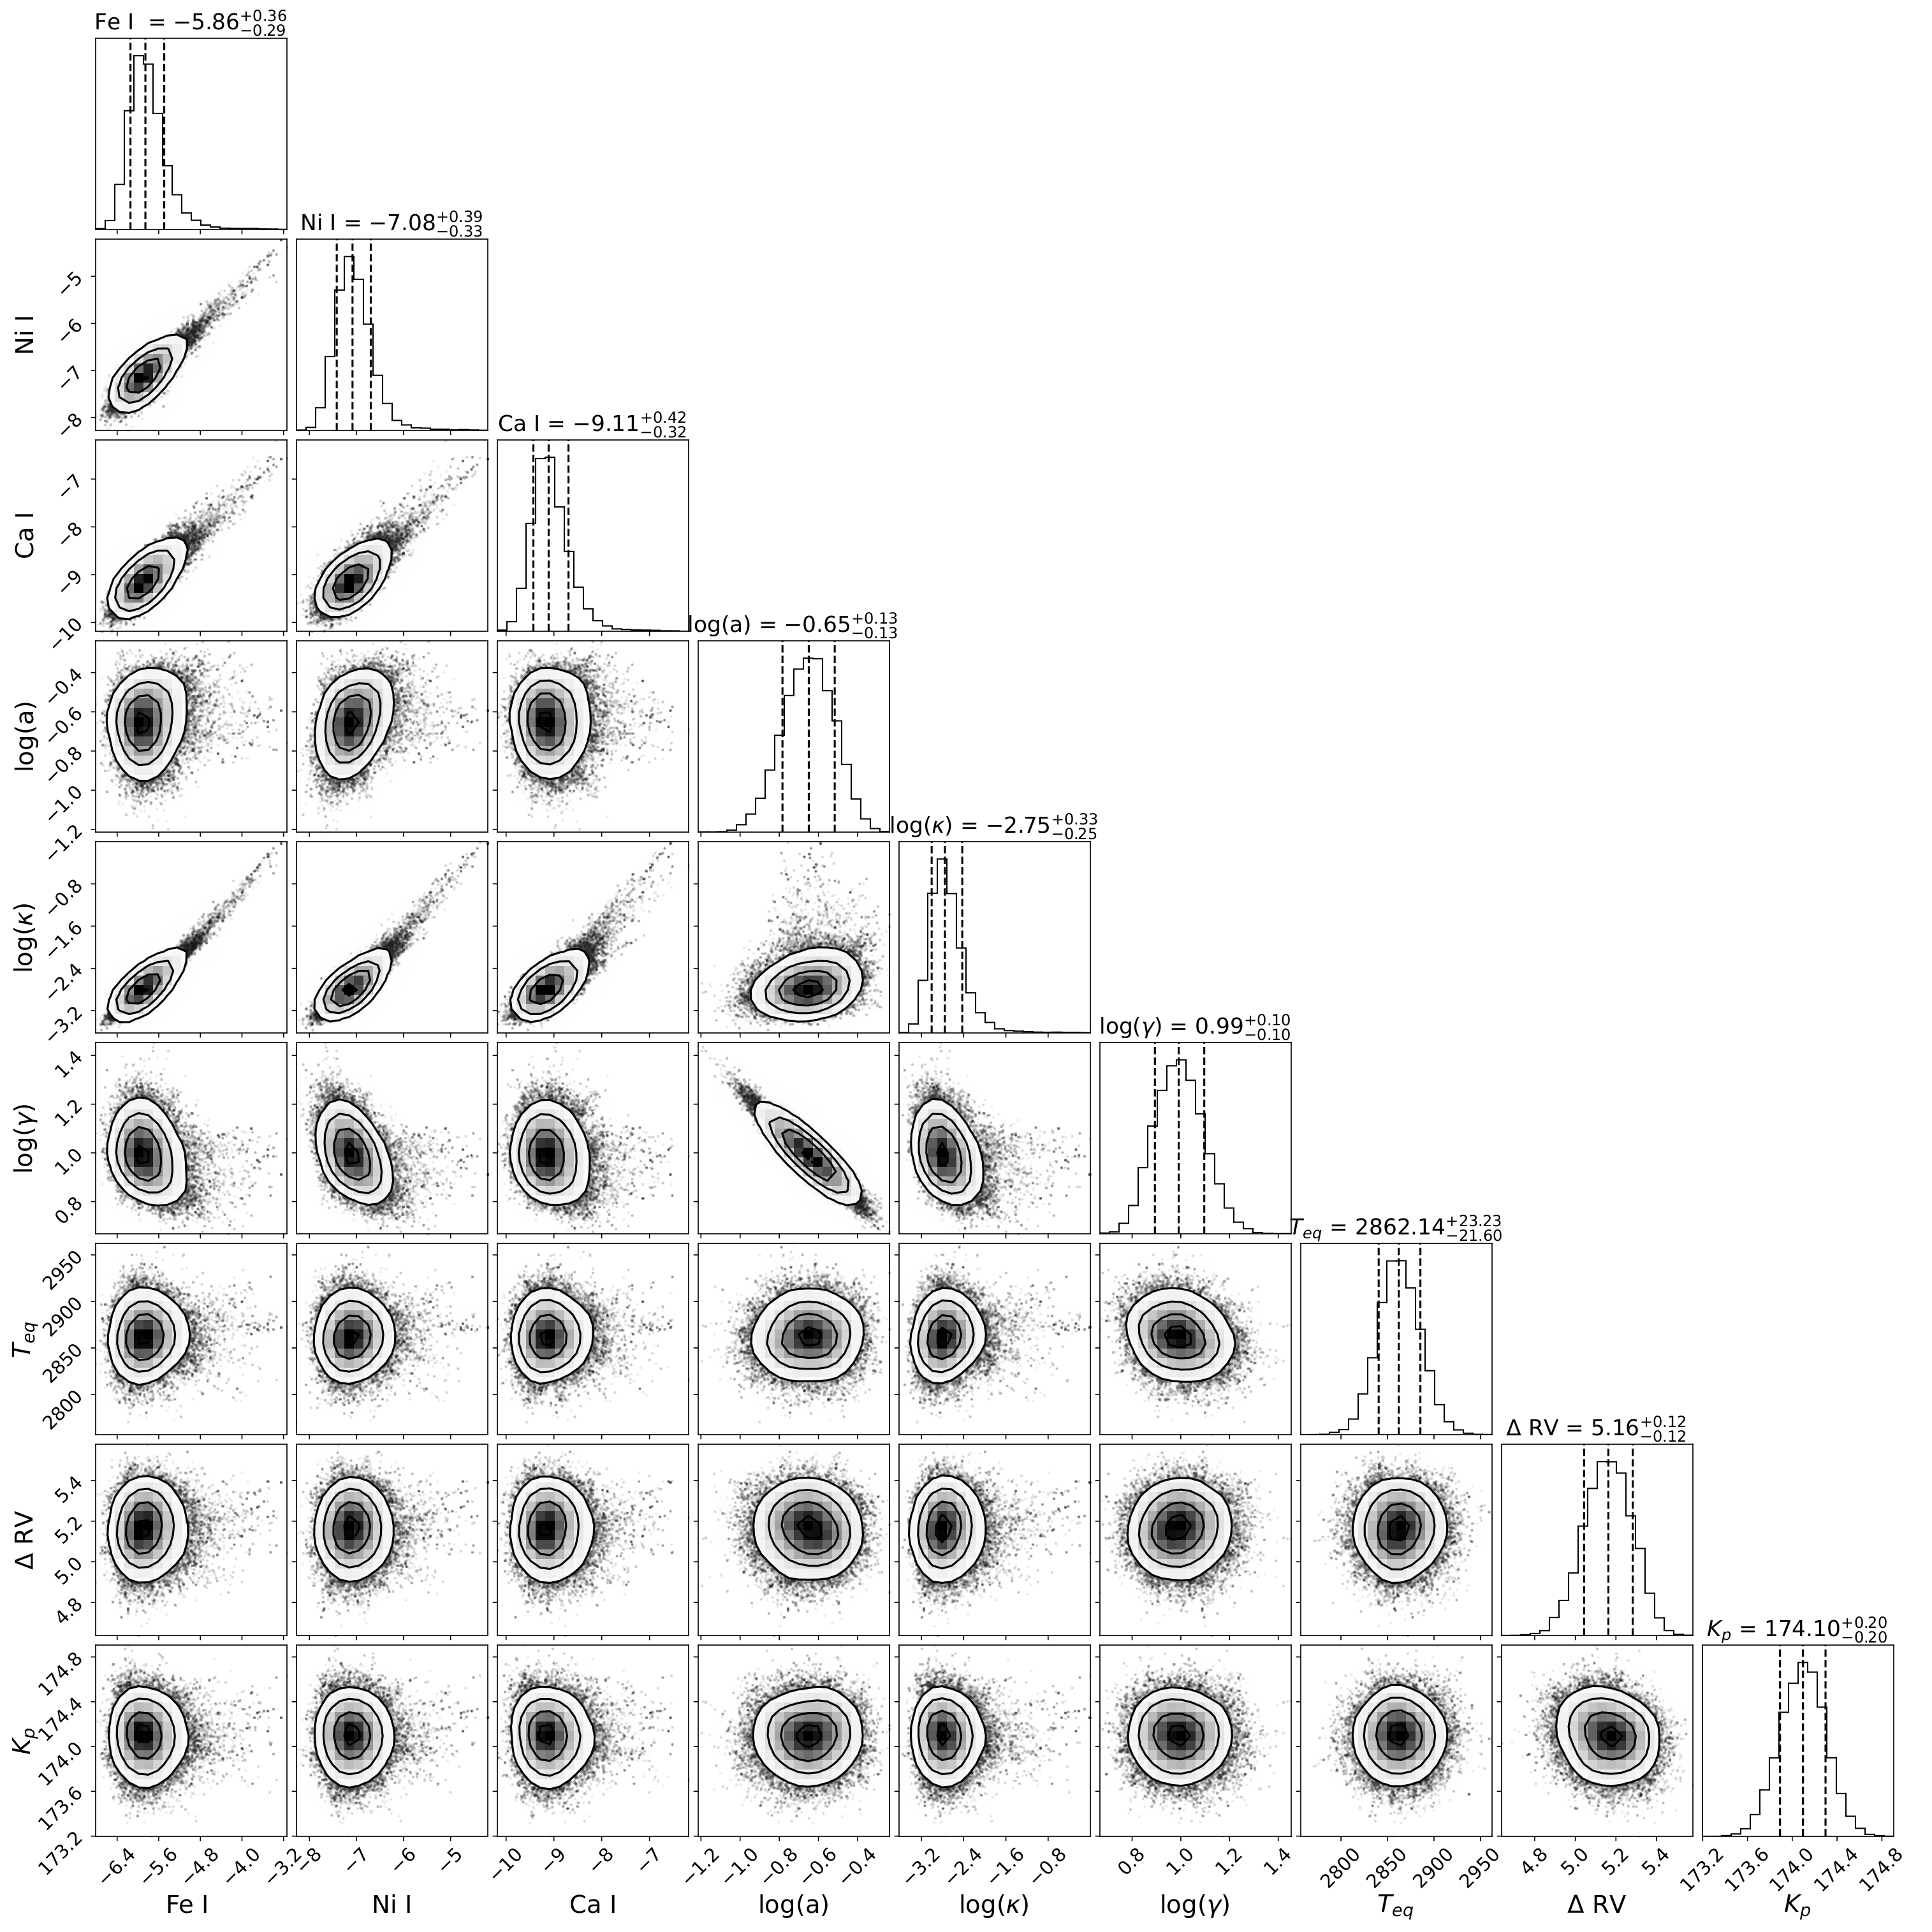 Fe I = −5.86+0.36 −0.29
Ni I = −7.08+0.39 −0.33
Ni I
−5
−6
−7
−8
Ca I = −9.11+0.42 −0.32
Ca I
−7
−8
−9
−10
log(a) = −0.65+0.13 −0.13
log(a)
−0.4
−0.6
−0.8
−1.0
−1.2
log(κ) = −2.75+0.33 −0.25
log(κ)
−0.8
−1.6
−2.4
−3.2
log(γ) = 0.99+0.10 −0.10
log(γ)
1.4
1.2
1.0
0.8
Teq = 2862.14+23.23 −21.60
Teq
2950
2900
2850
2800
Δ RV = 5.16+0.12 −0.12
Δ RV
5.4
5.2
5.0
4.8
Kp = 174.10+0.20 −0.20
Kp
174.8
174.4
174.0
173.6
173.2
−6.4 −5.6 −4.8 −4.0 −3.2 −8 −7 −6 −5 −10 −9 −8 −7 −1.2 −1.0 −0.8 −0.6 −0.4 −3.2 −2.4 −1.6 −0.8 0.8 1.0 1.2 1.4 2800 2850 2900 2950 4.8 5.0 5.2 5.4 173.2 173.6 174.0 174.4 174.8
Fe I Ni I Ca I log(a) log(κ) log(γ) Teq Δ RV Kp